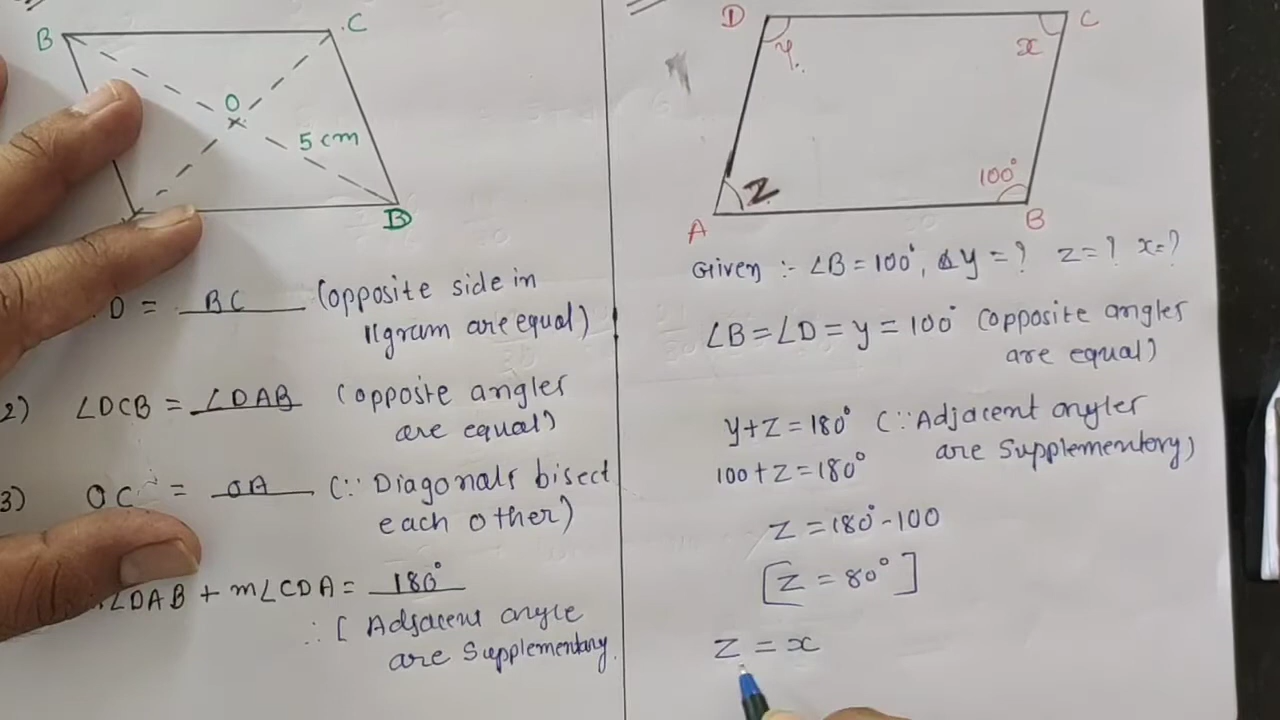 B
C
O
5 cm
D
D = BC (opposite side in
||gram are equal)
2) ∠DCB = ∠DAB (opposite angles
are equal)
3) OC = OA (∵ Diagonals bisect
each other)
∠DAB + m∠CDA = 180°
∴ [ Adjacent angle
are Supplementary
D
C
y
x
100°
Z
A
B
Given :- ∠B = 100°, y = ? z = ? x = ?
∠B = ∠D = y = 100° (opposite angles
are equal)
y + z = 180° (∵ Adjacent angles
are Supplementory)
100 + z = 180°
z = 180° - 100
[z = 80°]
z = x